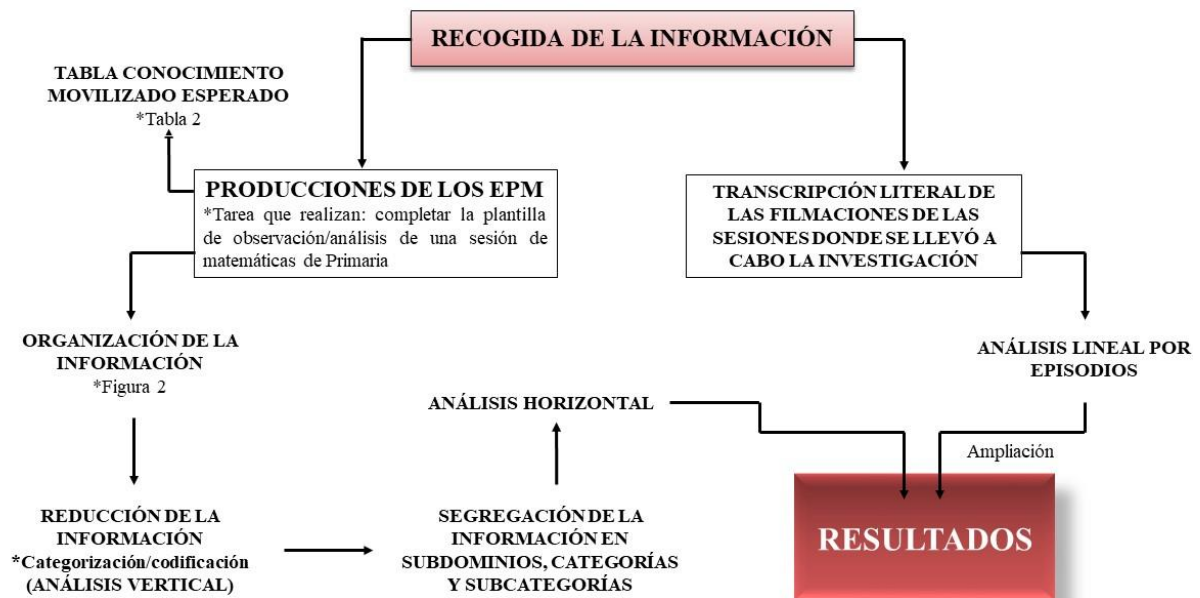 RECOGIDA DE LA INFORMACIÓN
TABLA CONOCIMIENTO
MOVILIZADO ESPERADO
*Tabla 2
PRODUCCIONES DE LOS EPM
*Tarea que realizan: completar la plantilla
de observación/análisis de una sesión de
matemáticas de Primaria
TRANSCRIPCIÓN LITERAL DE
LAS FILMACIONES DE LAS
SESIONES DONDE SE LLEVÓ A
CABO LA INVESTIGACIÓN
ORGANIZACIÓN DE LA
INFORMACIÓN
*Figura 2
ANÁLISIS LINEAL POR
EPISODIOS
ANÁLISIS HORIZONTAL
Ampliación
REDUCCIÓN DE LA
INFORMACIÓN
*Categorización/codificación
(ANÁLISIS VERTICAL)
SEGREGACIÓN DE LA
INFORMACIÓN EN
SUBDOMINIOS, CATEGORÍAS
Y SUBCATEGORÍAS
RESULTADOS